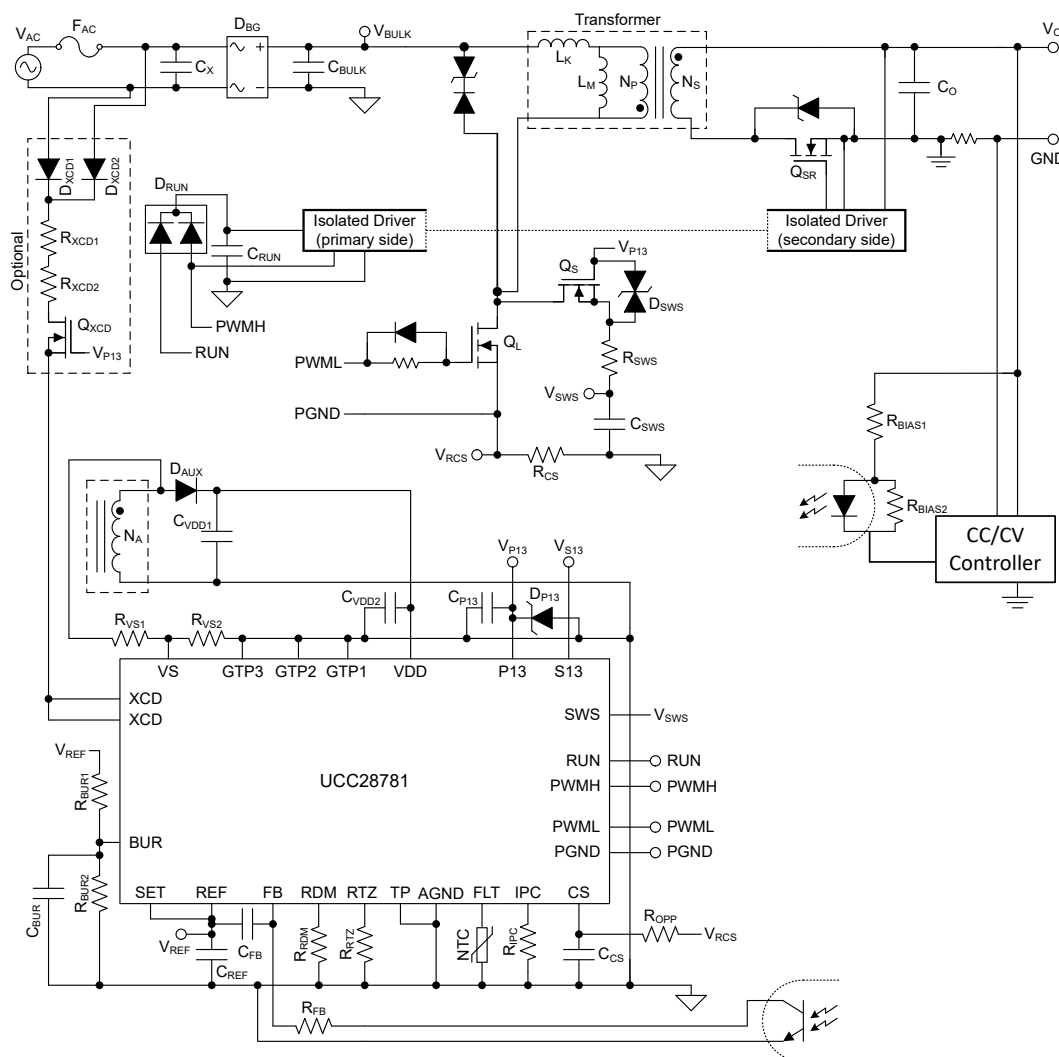 Transformer
VAC
FAC
DBG
VBULK
VO
CX
CBULK
LK
LM
NP
NS
CO
QSR
GND
DXCD1
DXCD2
Optional
RXCD1
RXCD2
QXCD
VP13
DRUN
CRUN
PWMH
RUN
Isolated Driver
(primary side)
Isolated Driver
(secondary side)
QS
VP13
DSWS
RSWS
PWML
QL
VSWS
CSWS
PGND
VRCS
RCS
RBIAS1
RBIAS2
CC/CV
Controller
DAUX
NA
CVDD1
VP13
VS13
CVDD2
CP13
DP13
RVS1
RVS2
VS
GTP3
GTP2
GTP1
VDD
P13
S13
XCD
XCD
SWS
VSWS
VREF
RBUR1
UCC28781
RUN
RUN
PWMH
PWMH
BUR
PWML
PWML
PGND
PGND
CBUR
RBUR2
SET
REF
FB
RDM
RTZ
TP
AGND
FLT
IPC
CS
VREF
CFB
CREF
RRDM
RRTZ
NTC
RIPC
CCS
ROPP
VRCS
RFB